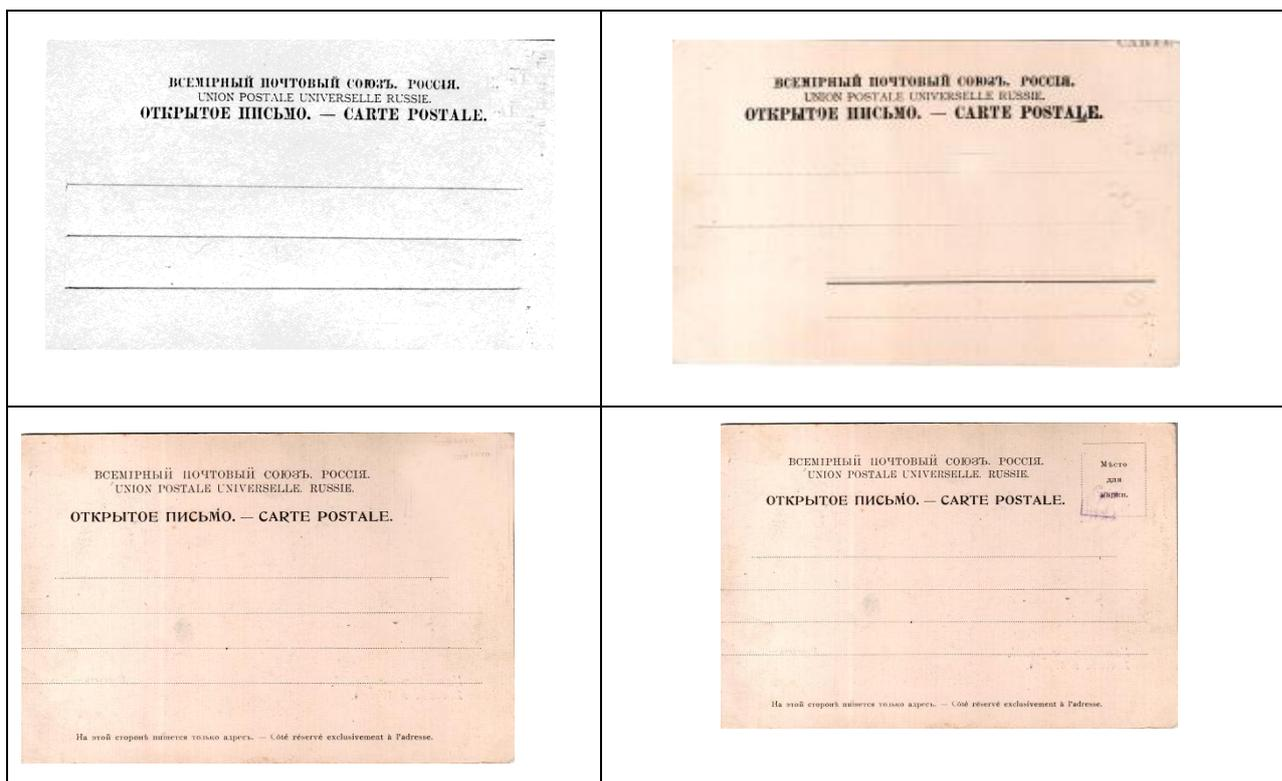 ВСЕМІРНЫЙ ПОЧТОВЫЙ СОЮЗЪ. РОССІЯ.
UNION POSTALE UNIVERSELLE RUSSIE.
ОТКРЫТОЕ ПИСЬМО. — CARTE POSTALE.
CARTE
ВСЕМІРНЫЙ ПОЧТОВЫЙ СОЮЗЪ. РОССІЯ.
UNION POSTALE UNIVERSELLE RUSSIE.
ОТКРЫТОЕ ПИСЬМО. — CARTE POSTALE.
ВСЕМІРНЫЙ ПОЧТОВЫЙ СОЮЗЪ. РОССІЯ.
UNION POSTALE UNIVERSELLE. RUSSIE.
ОТКРЫТОЕ ПИСЬМО. — CARTE POSTALE.
На этой сторонѣ пишется только адресъ. — Côté réservé exclusivement à l'adresse.
ВСЕМІРНЫЙ ПОЧТОВЫЙ СОЮЗЪ. РОССІЯ.
UNION POSTALE UNIVERSELLE. RUSSIE.
ОТКРЫТОЕ ПИСЬМО. — CARTE POSTALE.
Мѣсто
для
марки.
На этой сторонѣ пишется только адресъ. — Côté réservé exclusivement à l'adresse.